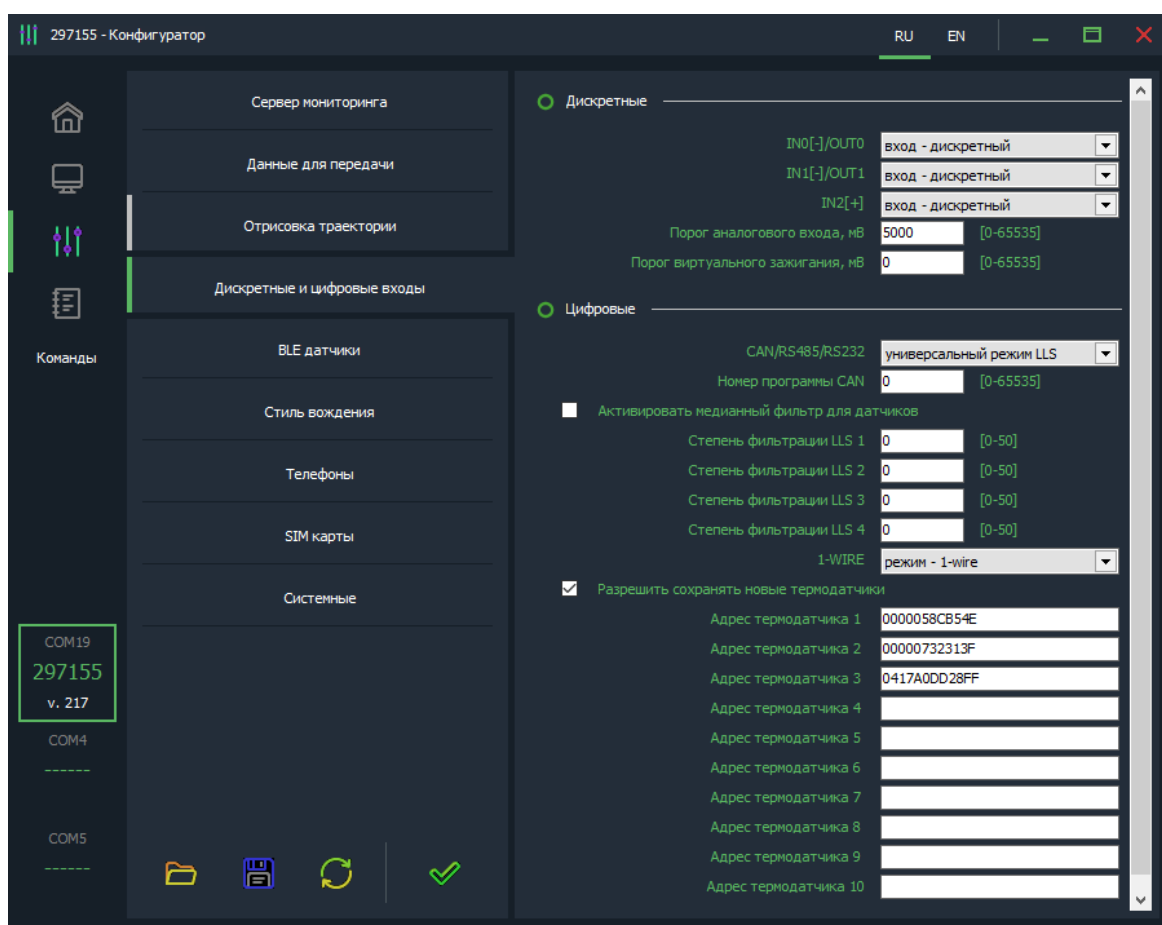 297155 - Конфигуратор
RU
EN
Команды
COM19
297155
v. 217
COM4
------
COM5
------
Сервер мониторинга
Данные для передачи
Отрисовка траектории
Дискретные и цифровые входы
BLE датчики
Стиль вождения
Телефоны
SIM карты
Системные
Дискретные
IN0[-]/OUT0 вход - дискретный
IN1[-]/OUT1 вход - дискретный
IN2[+] вход - дискретный
Порог аналогового входа, мВ 5000 [0-65535]
Порог виртуального зажигания, мВ 0 [0-65535]
Цифровые
CAN/RS485/RS232 универсальный режим LLS
Номер программы CAN 0 [0-65535]
Активировать медианный фильтр для датчиков
Степень фильтрации LLS 1 0 [0-50]
Степень фильтрации LLS 2 0 [0-50]
Степень фильтрации LLS 3 0 [0-50]
Степень фильтрации LLS 4 0 [0-50]
1-WIRE режим - 1-wire
Разрешить сохранять новые термодатчики
Адрес термодатчика 1 0000058CB54E
Адрес термодатчика 2 00000732313F
Адрес термодатчика 3 0417A0DD28FF
Адрес термодатчика 4
Адрес термодатчика 5
Адрес термодатчика 6
Адрес термодатчика 7
Адрес термодатчика 8
Адрес термодатчика 9
Адрес термодатчика 10